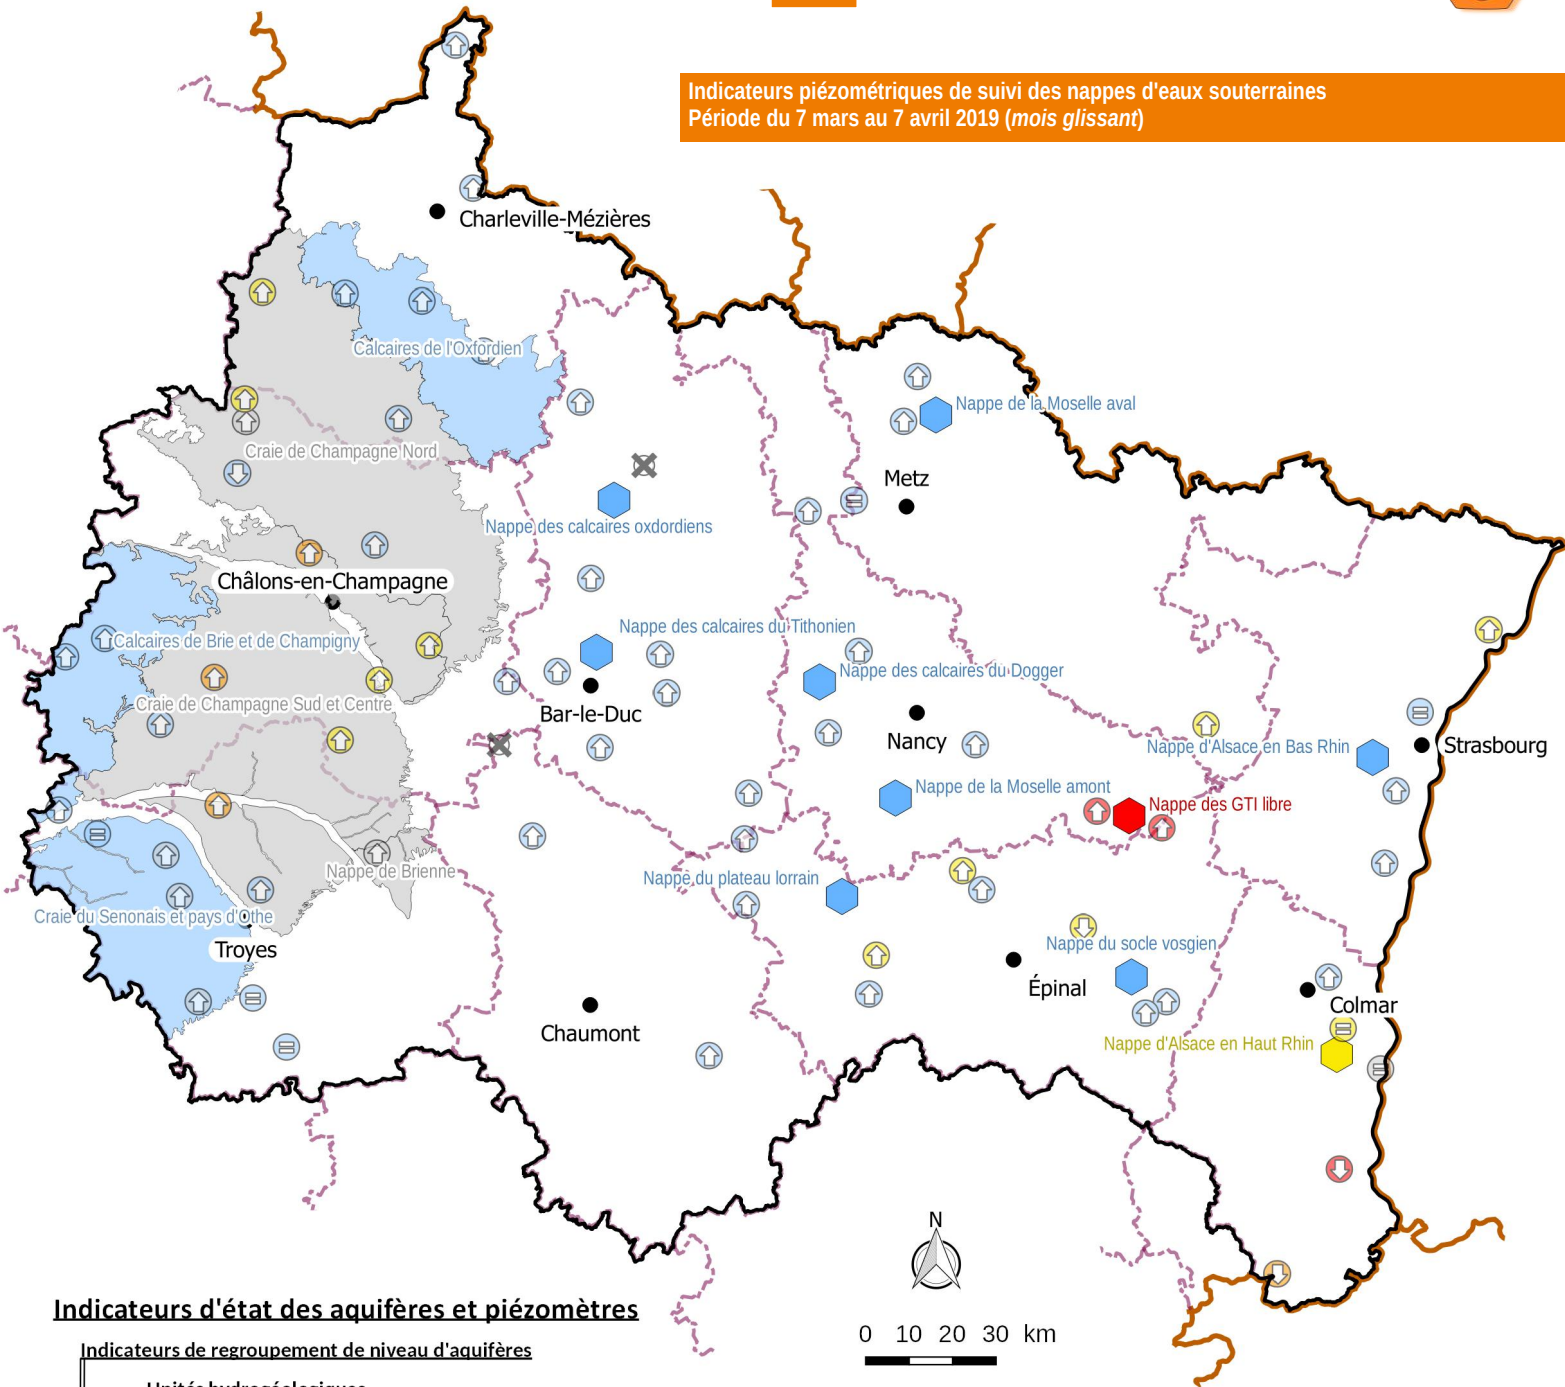 Indicateurs piézométriques de suivi des nappes d'eaux souterraines
Période du 7 mars au 7 avril 2019 (mois glissant)
Charleville-Mézières
Calcaires de l'Oxfordien
Nappe de la Moselle aval
Craie de Champagne Nord
Metz
Nappe des calcaires oxdordiens
Châlons-en-Champagne
Nappe des calcaires du Tithonien
Calcaires de Brie et de Champigny
Nappe des calcaires du Dogger
Craie de Champagne Sud et Centre
Bar-le-Duc
Nancy
Nappe d'Alsace en Bas Rhin
Strasbourg
Nappe de la Moselle amont
Nappe des GTI libre
Nappe de Brienne
Nappe du plateau lorrain
Craie du Senonais et pays d'Othe
Troyes
Nappe du socle vosgien
Épinal
Colmar
Chaumont
Nappe d'Alsace en Haut Rhin
N
Indicateurs d'état des aquifères et piézomètres
0 10 20 30 km
Indicateurs de regroupement de niveau d'aquifères
Unités hydrogéologiques